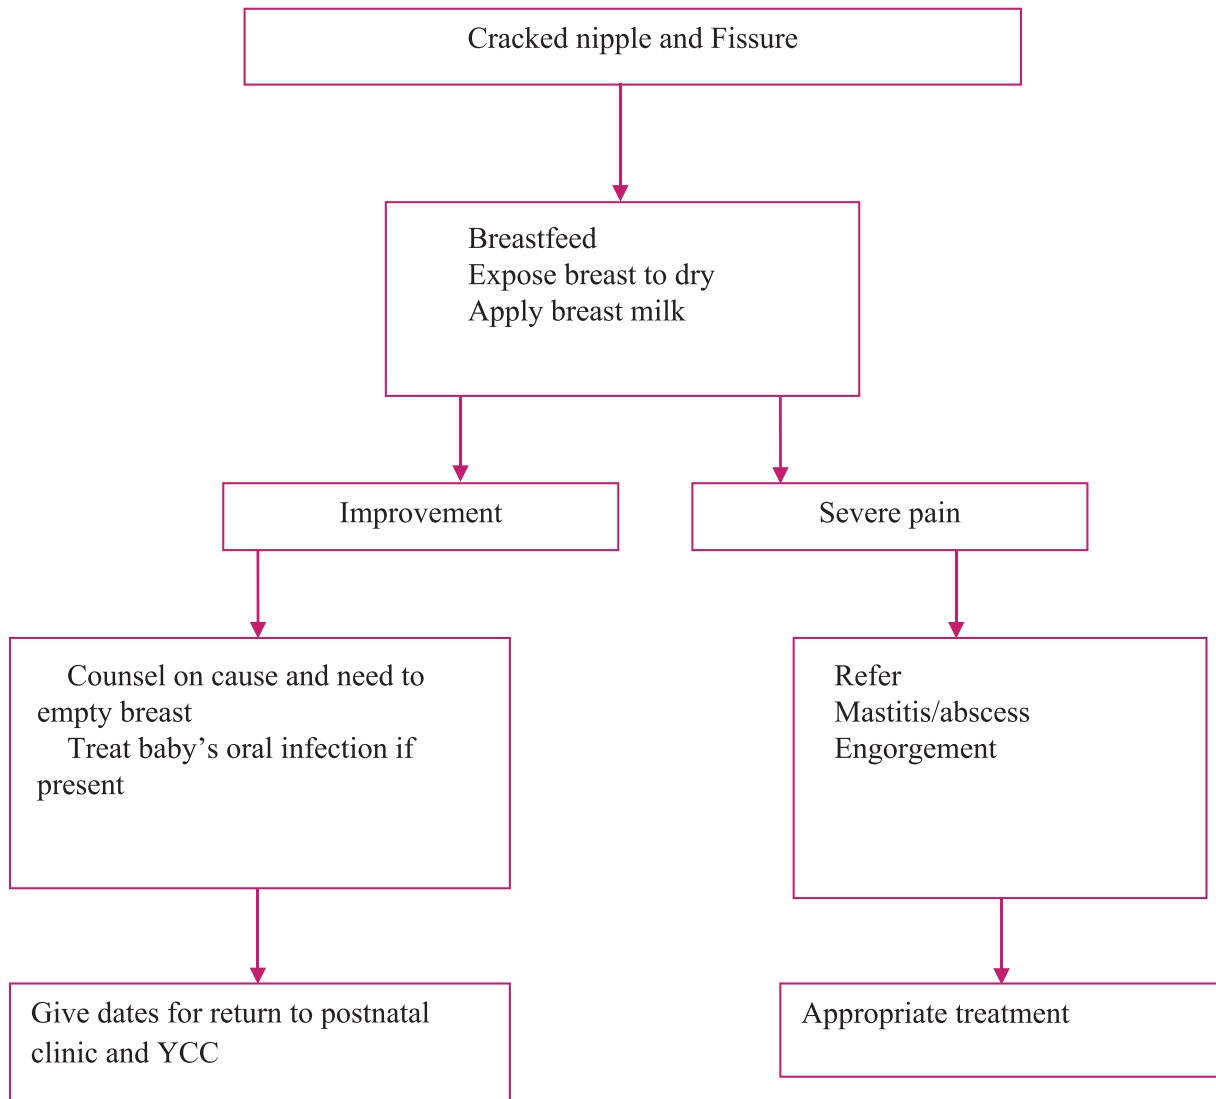 Cracked nipple and Fissure
Breastfeed
Expose breast to dry
Apply breast milk
Improvement
Severe pain
Counsel on cause and need to
empty breast
Treat baby’s oral infection if
present
Refer
Mastitis/abscess
Engorgement
Give dates for return to postnatal
clinic and YCC
Appropriate treatment